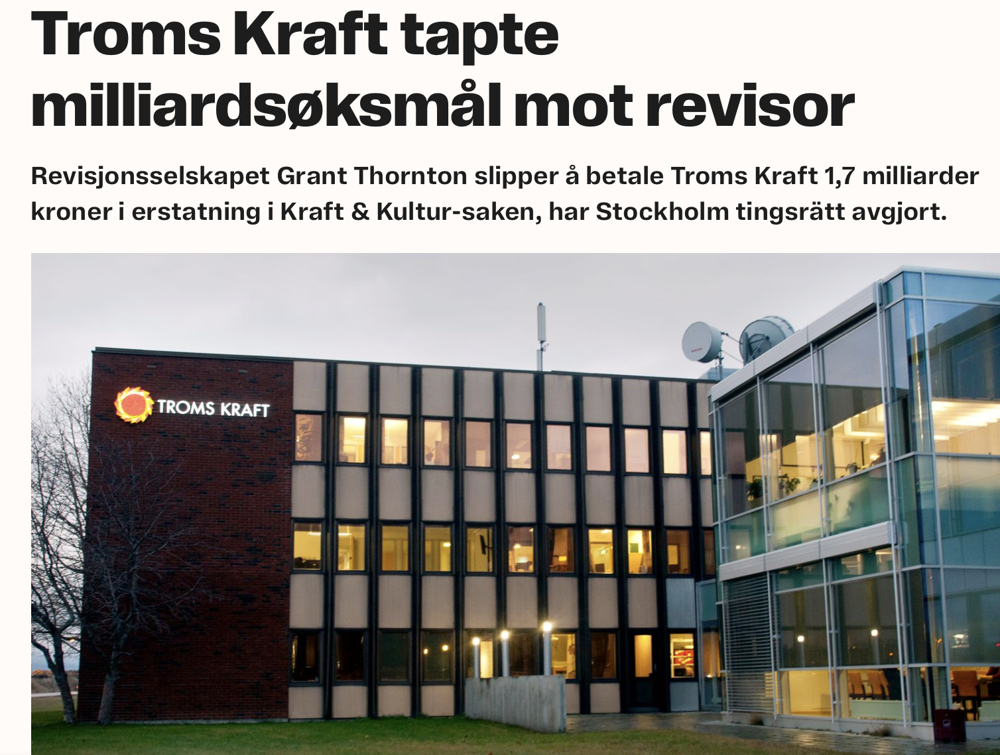 Troms Kraft tapte
milliardsøksmål mot revisor
Revisjonsselskapet Grant Thornton slipper å betale Troms Kraft 1,7 milliarder
kroner i erstatning i Kraft & Kultur-saken, har Stockholm tingsrätt avgjort.
TROMS KRAFT